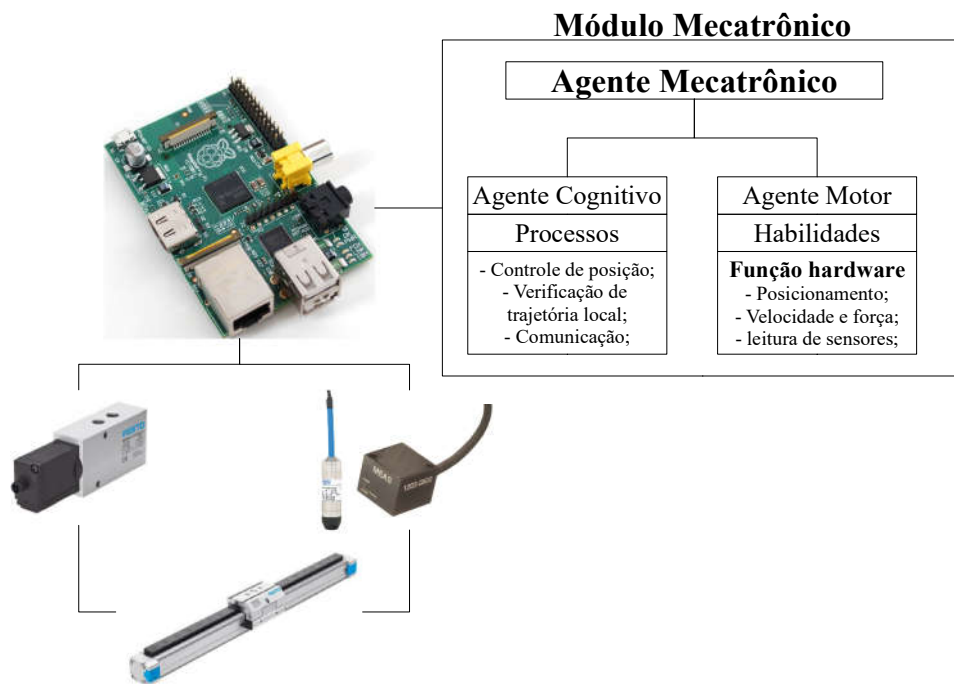 Módulo Mecatrônico
Agente Mecatrônico
Agente Cognitivo
Processos
- Controle de posição;
- Verificação de
trajetória local;
- Comunicação;
Agente Motor
Habilidades
Função hardware
- Posicionamento;
- Velocidade e força;
- leitura de sensores;
FESTO
MEAS